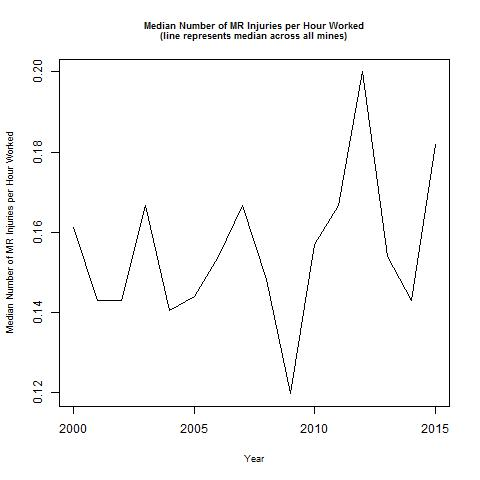 Median Number of MR Injuries per Hour Worked
(line represents median across all mines)
Median Number of MR Injuries per Hour Worked
0.20
0.18
0.16
0.14
0.12
2000
2005
2010
2015
Year